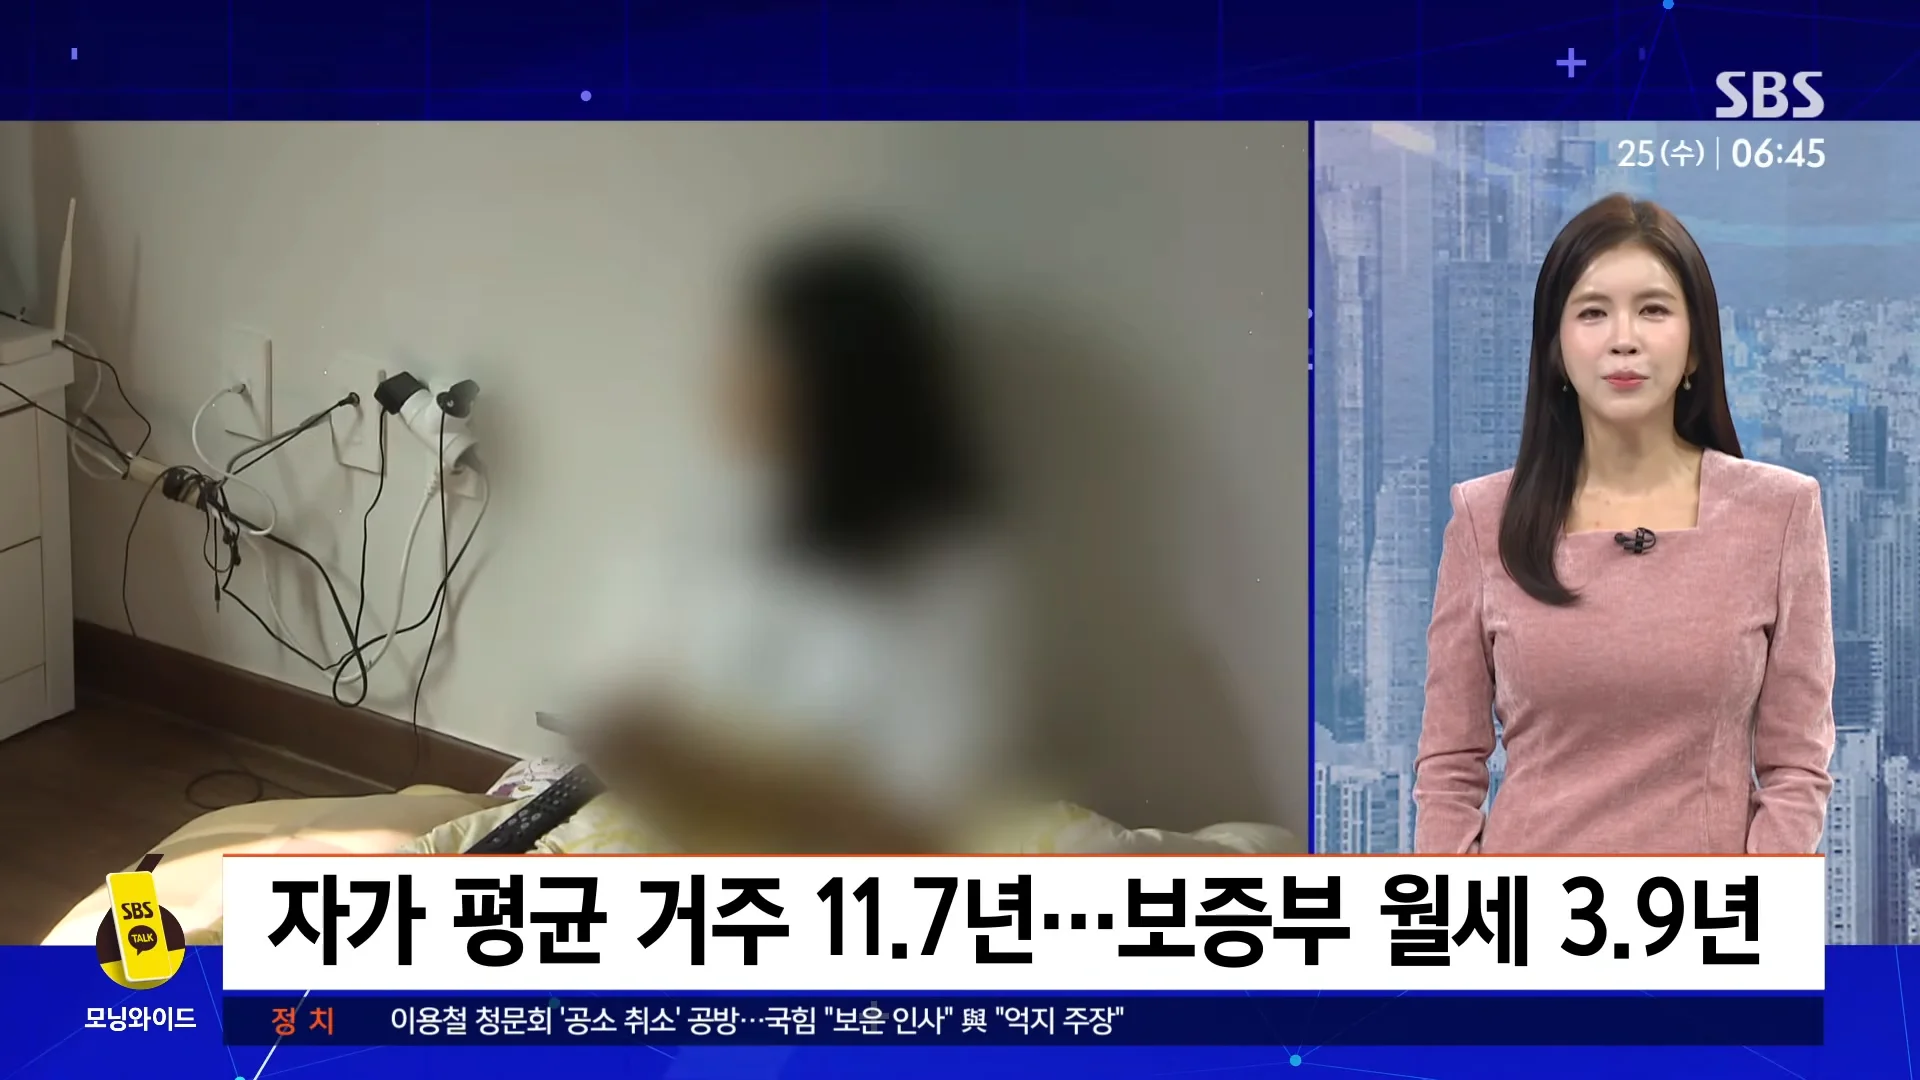 SBS
25(수) | 06:45
자가 평균 거주 11.7년…보증부 월세 3.9년
SBS
TALK
모닝와이드
정치 이용철 청문회 '공소 취소' 공방…국힘 "보은 인사" 與 "억지 주장"